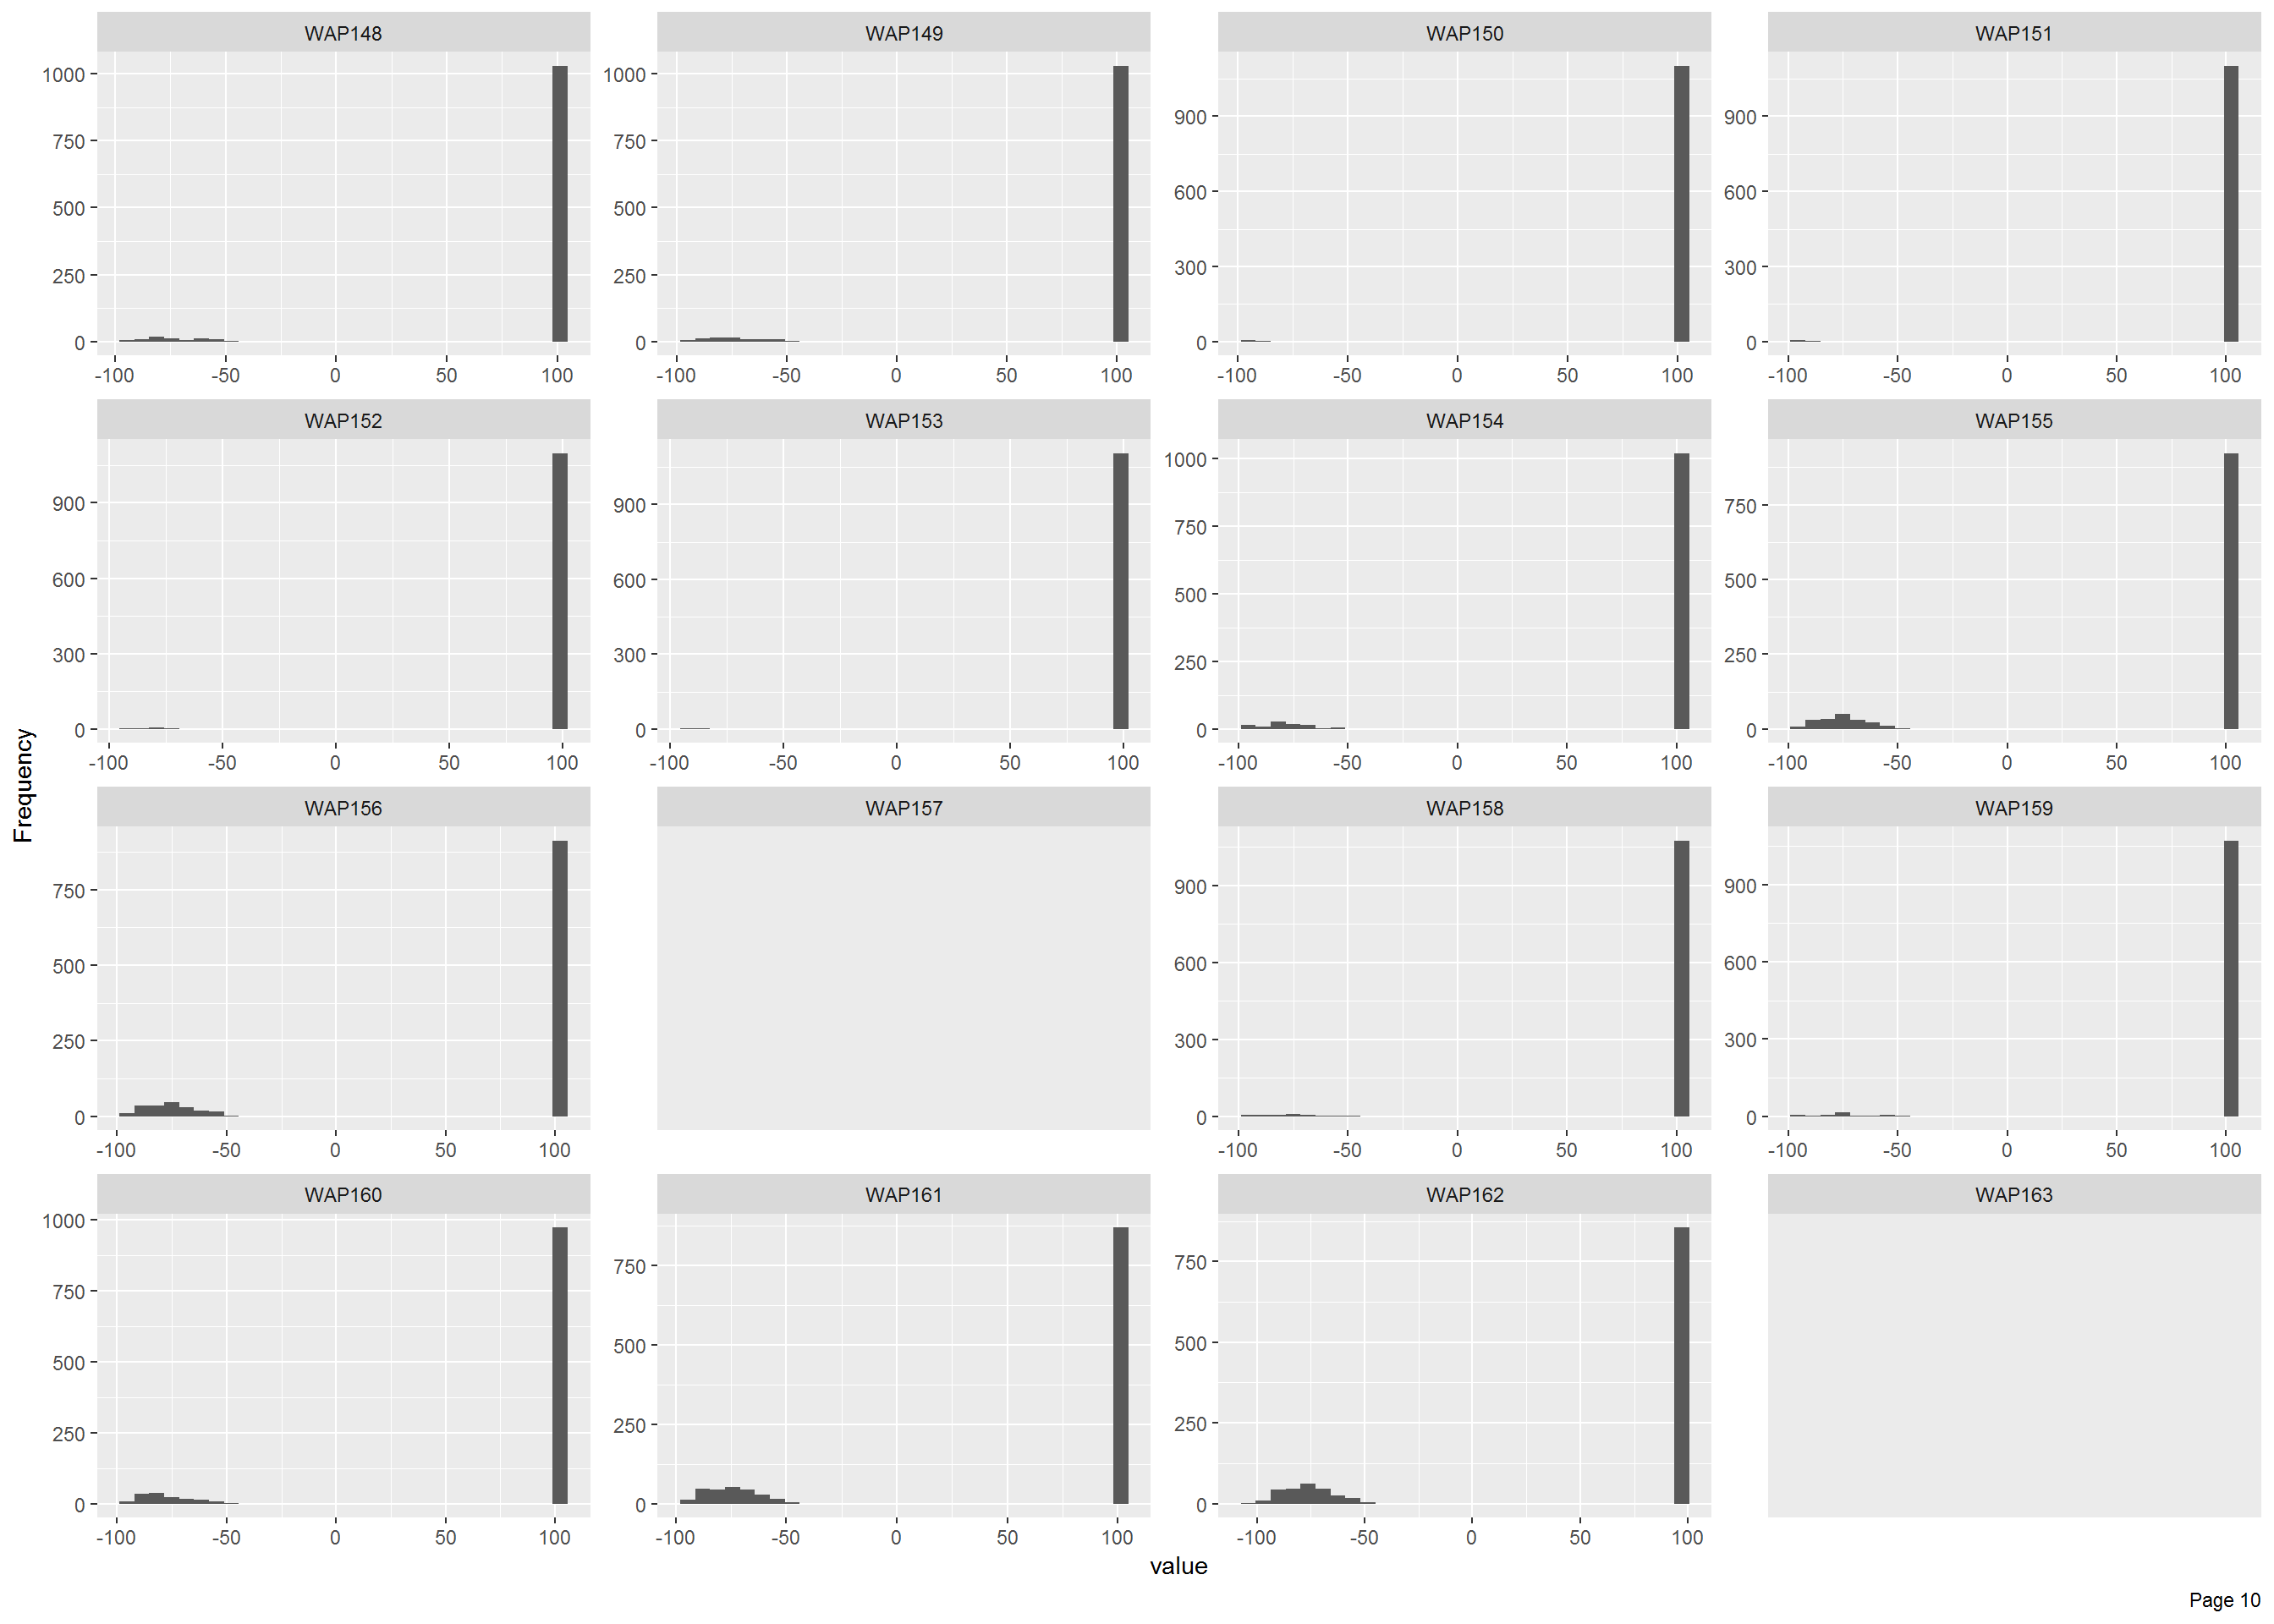 WAP148 WAP149 WAP150 WAP151
1000 1000
900 900
750 750
600 600
500 500
300 300
250 250
0 0 0 0
-100 -50 0 50 100 -100 -50 0 50 100 -100 -50 0 50 100 -100 -50 0 50 100
WAP152 WAP153 WAP154 WAP155
1000
900 900 750
750
600 600 500
500
300 300 250
250
0 0 0 0
-100 -50 0 50 100 -100 -50 0 50 100 -100 -50 0 50 100 -100 -50 0 50 100
Frequency
WAP156 WAP157 WAP158 WAP159
750 900 900
500 600 600
250 300 300
0 0 0
-100 -50 0 50 100 -100 -50 0 50 100 -100 -50 0 50 100
WAP160 WAP161 WAP162 WAP163
1000
750 750 750
500 500 500
250 250 250
0 0 0
-100 -50 0 50 100 -100 -50 0 50 100 -100 -50 0 50 100
value
Page 10